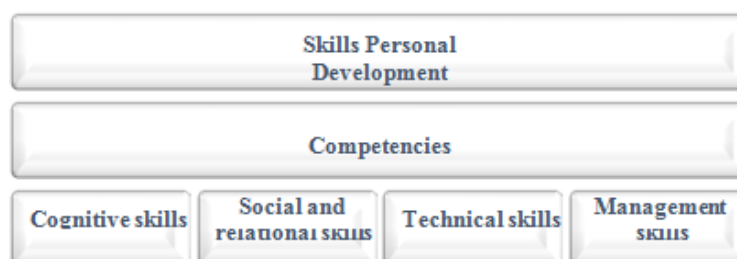 Skills Personal
Development
Competencies
Cognitive skills
Social and
relational skills
Technical skills
Management
skills